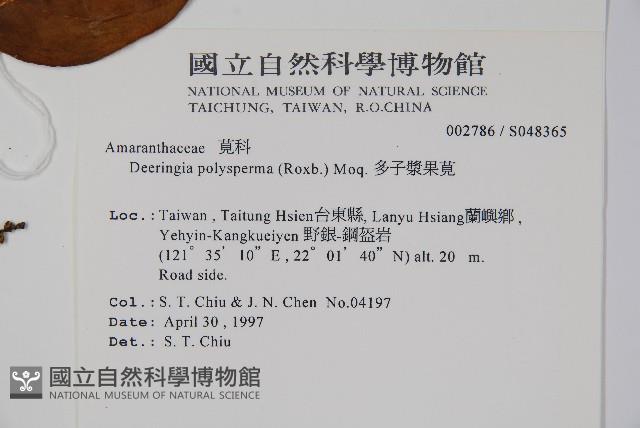 國立自然科學博物館
NATIONAL MUSEUM OF NATURAL SCIENCE
TAICHUNG, TAIWAN, R.O.CHINA
002786 / S048365
Amaranthaceae 莧科
Deeringia polysperma (Roxb.) Moq. 多子漿果莧
Loc.: Taiwan , Taitung Hsien台東縣, Lanyu Hsiang蘭嶼鄉 ,
Yehyin-Kangkueiyen 野銀-鋼盔岩
(121° 35′ 10″ E , 22° 01′ 40″ N) alt. 20 m.
Road side.
Col.: S. T. Chiu & J. N. Chen No.04197
Date: April 30 , 1997
Det.: S. T. Chiu
國立自然科學博物館
NATIONAL MUSEUM OF NATURAL SCIENCE